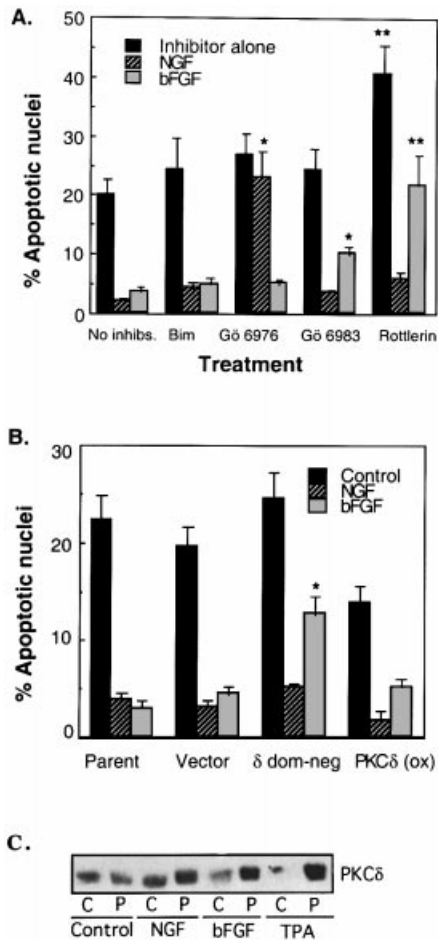 A.
50
40
30
20
10
0
% Apoptotic nuclei
Inhibitor alone
NGF
bFGF
*
*
**
**
No inhibs. Bim Gö 6976 Gö 6983 Rottlerin
Treatment
B.
30
20
10
0
% Apoptotic nuclei
Control
NGF
bFGF
*
Parent Vector δ dom-neg PKCδ (ox)
C.
PKCδ
C P C P C P C P
Control NGF bFGF TPA